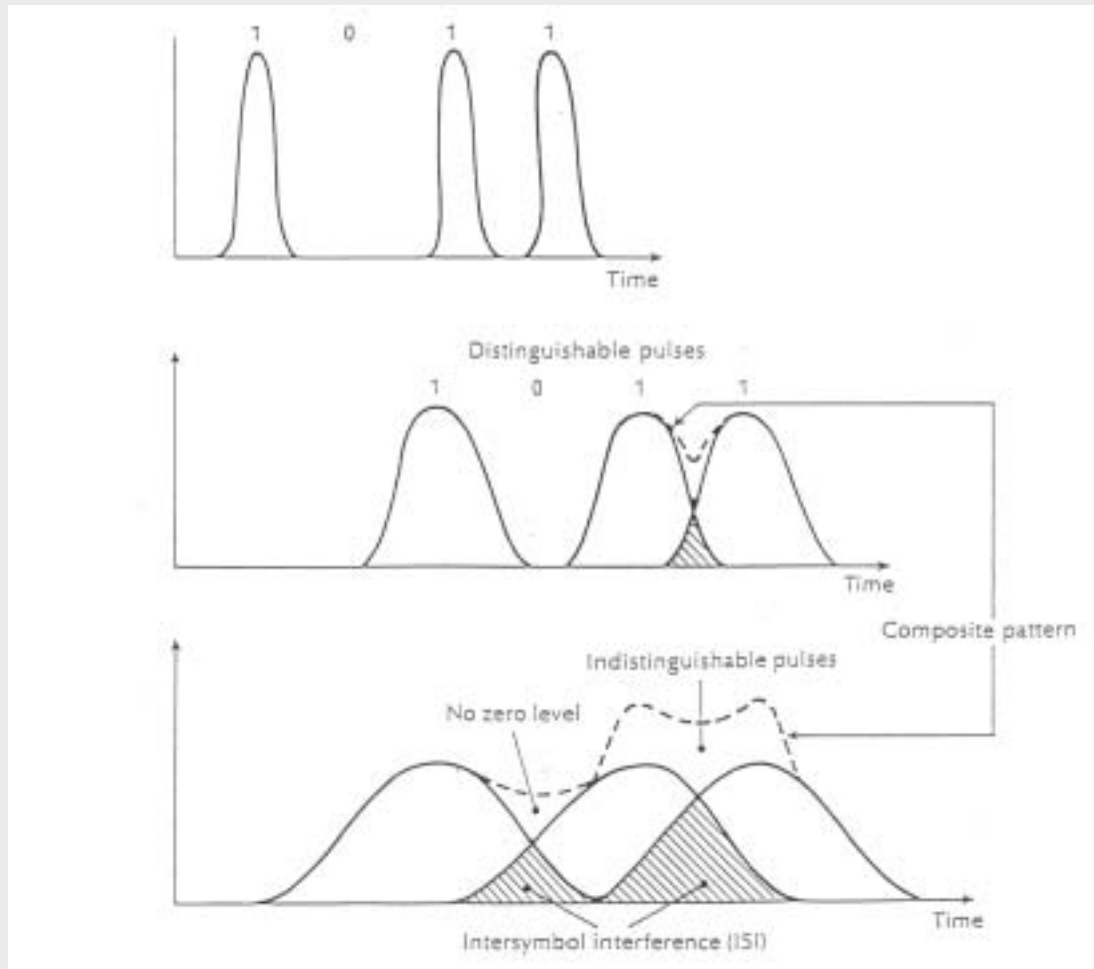 1 0 1 1
Time
Distinguishable pulses
1 0 1 1
Time
Composite pattern
Indistinguishable pulses
No zero level
Time
Intersymbol interference (ISI)